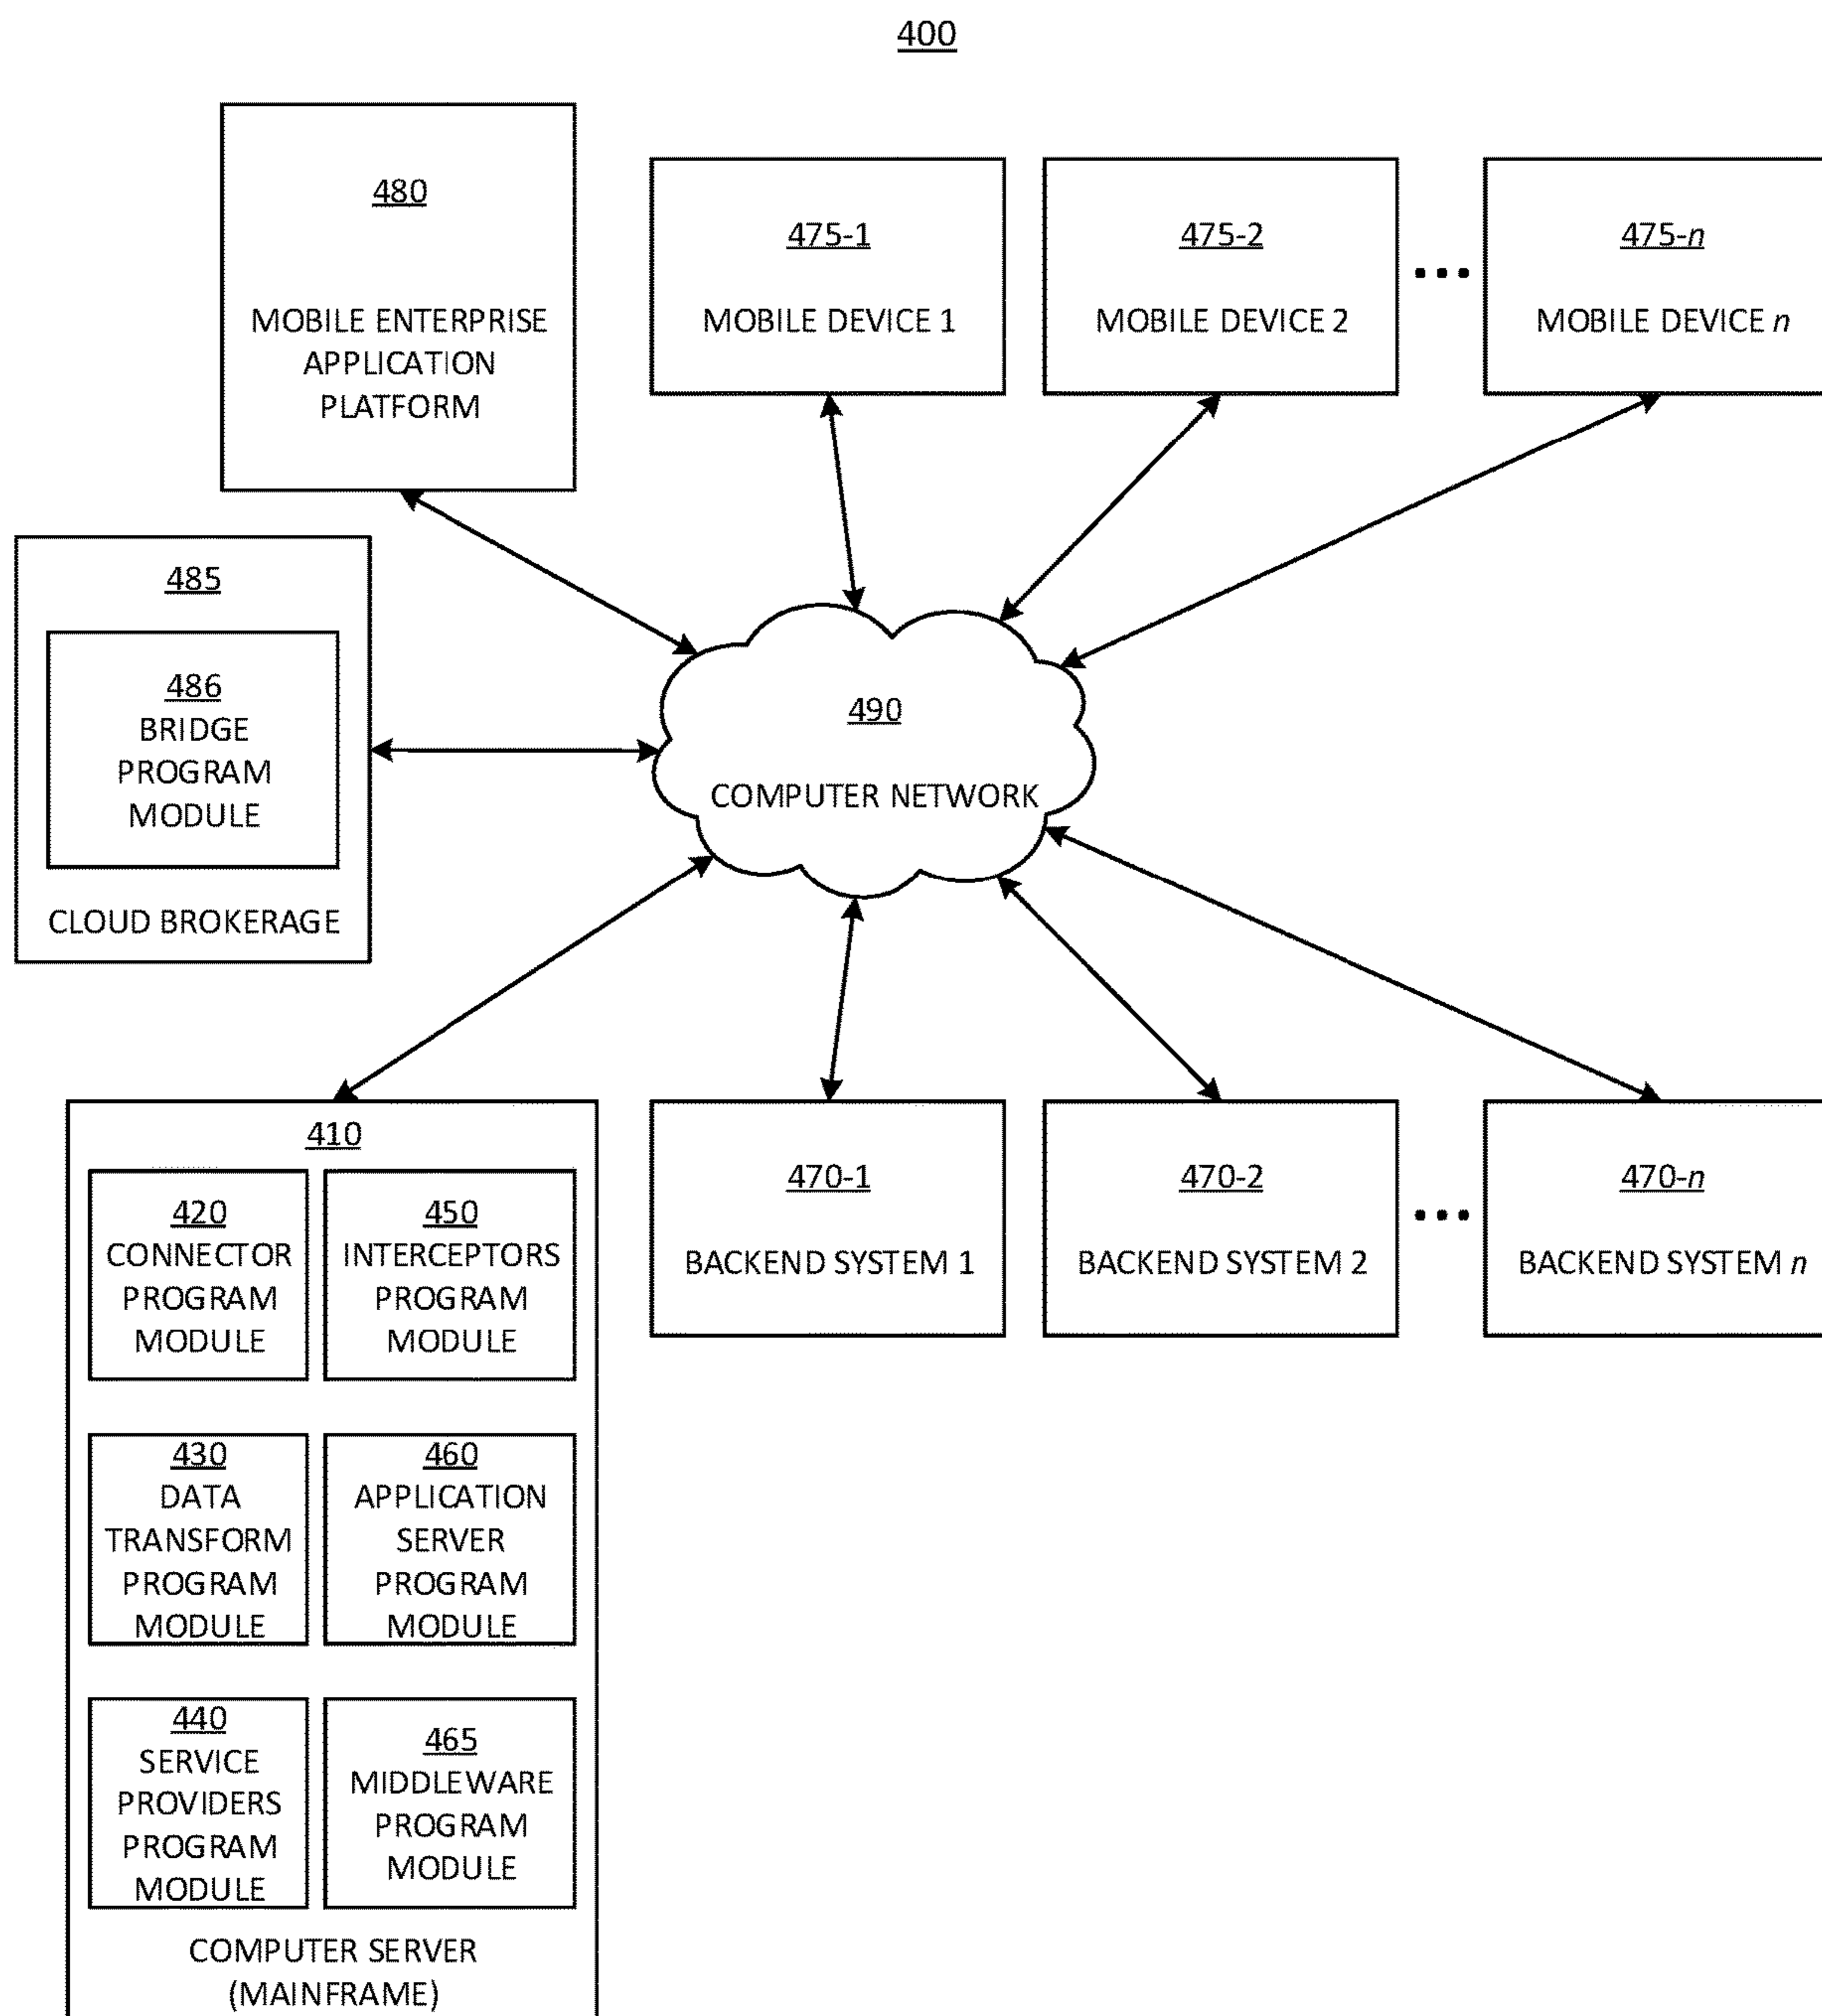 400
480
MOBILE ENTERPRISE
APPLICATION
PLATFORM
475-1
MOBILE DEVICE 1
475-2
MOBILE DEVICE 2
...
475-n
MOBILE DEVICE n
485
486
BRIDGE
PROGRAM
MODULE
CLOUD BROKERAGE
490
COMPUTER NETWORK
410
420
CONNECTOR
PROGRAM
MODULE
450
INTERCEPTORS
PROGRAM
MODULE
430
DATA
TRANSFORM
PROGRAM
MODULE
460
APPLICATION
SERVER
PROGRAM
MODULE
440
SERVICE
PROVIDERS
PROGRAM
MODULE
465
MIDDLEWARE
PROGRAM
MODULE
COMPUTER SERVER
(MAINFRAME)
470-1
BACKEND SYSTEM 1
470-2
BACKEND SYSTEM 2
...
470-n
BACKEND SYSTEM n